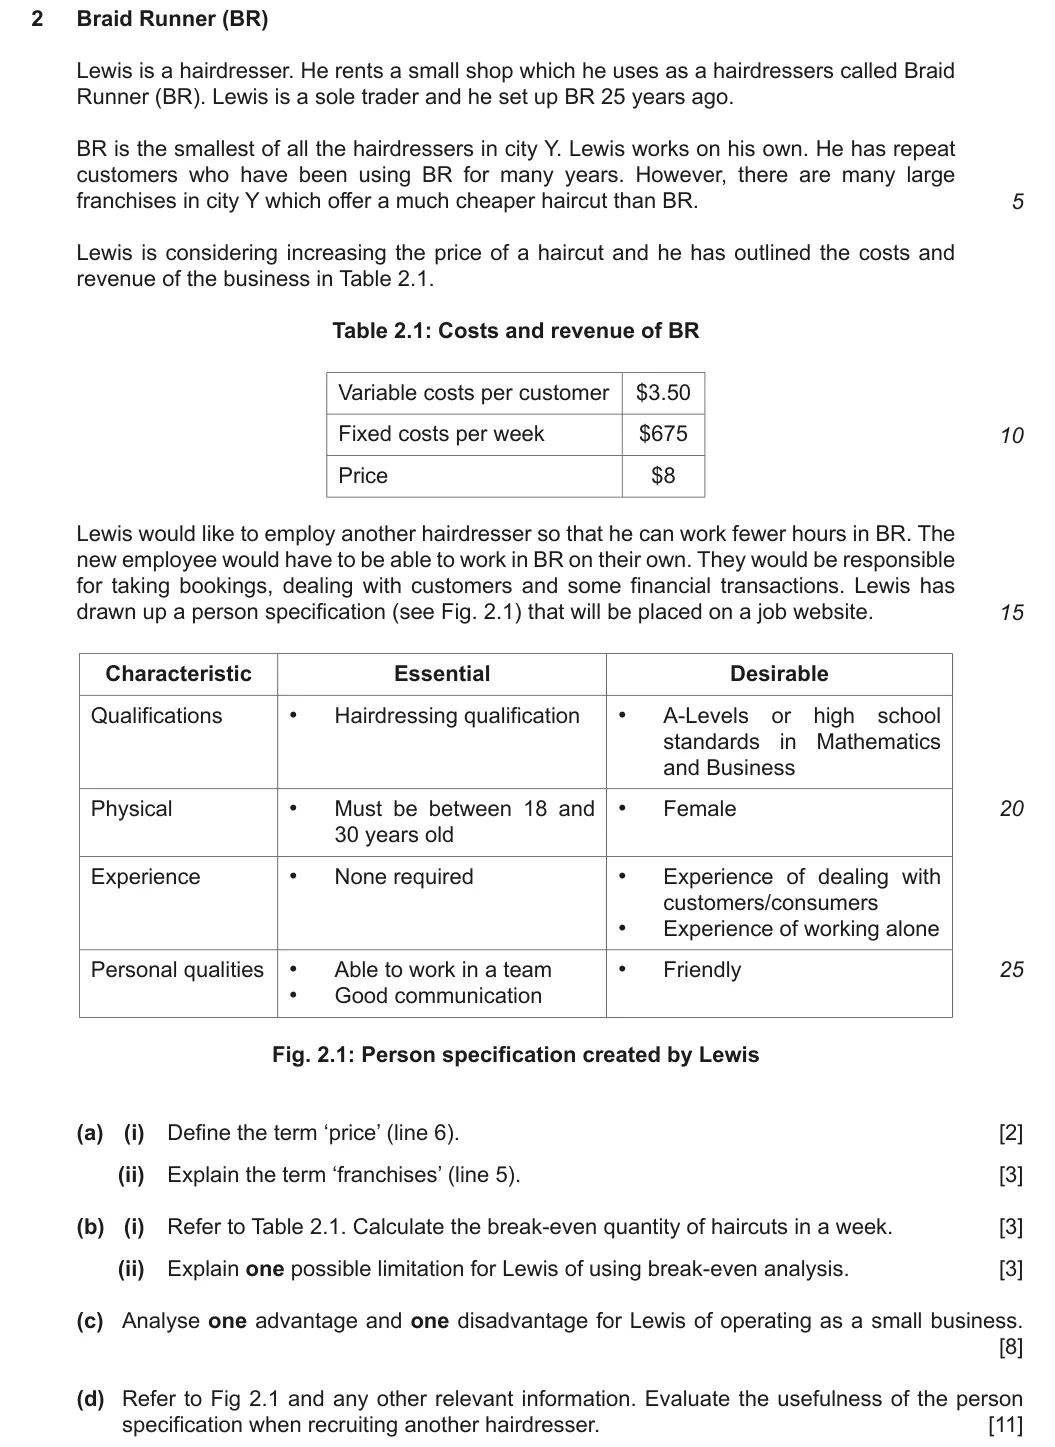 2 Braid Runner (BR)
Lewis is a hairdresser. He rents a small shop which he uses as a hairdressers called Braid
Runner (BR). Lewis is a sole trader and he set up BR 25 years ago.
BR is the smallest of all the hairdressers in city Y. Lewis works on his own. He has repeat
customers who have been using BR for many years. However, there are many large
franchises in city Y which offer a much cheaper haircut than BR. 5
Lewis is considering increasing the price of a haircut and he has outlined the costs and
revenue of the business in Table 2.1.
Table 2.1: Costs and revenue of BR
Variable costs per customer $3.50
Fixed costs per week $675 10
Price $8
Lewis would like to employ another hairdresser so that he can work fewer hours in BR. The
new employee would have to be able to work in BR on their own. They would be responsible
for taking bookings, dealing with customers and some financial transactions. Lewis has
drawn up a person specification (see Fig. 2.1) that will be placed on a job website. 15
Characteristic Essential Desirable
Qualifications • Hairdressing qualification • A-Levels or high school
standards in Mathematics
and Business
Physical • Must be between 18 and • Female 20
30 years old
Experience • None required • Experience of dealing with
customers/consumers
• Experience of working alone
Personal qualities • Able to work in a team • Friendly 25
• Good communication
Fig. 2.1: Person specification created by Lewis
(a) (i) Define the term ‘price’ (line 6). [2]
(ii) Explain the term ‘franchises’ (line 5). [3]
(b) (i) Refer to Table 2.1. Calculate the break-even quantity of haircuts in a week. [3]
(ii) Explain one possible limitation for Lewis of using break-even analysis. [3]
(c) Analyse one advantage and one disadvantage for Lewis of operating as a small business.
[8]
(d) Refer to Fig 2.1 and any other relevant information. Evaluate the usefulness of the person
specification when recruiting another hairdresser. [11]